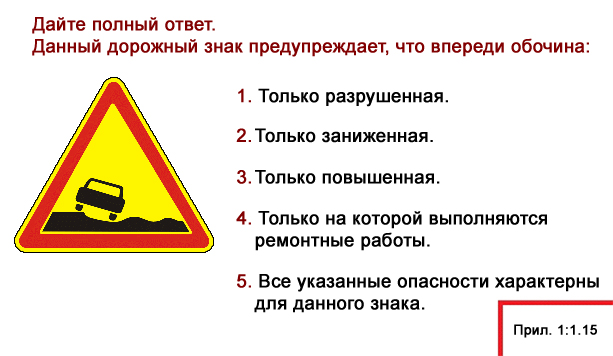 Дайте полный ответ.
Данный дорожный знак предупреждает, что впереди обочина:
1. Только разрушенная.
2. Только заниженная.
3. Только повышенная.
4. Только на которой выполняются
ремонтные работы.
5. Все указанные опасности характерны
для данного знака.
Прил. 1:1.15